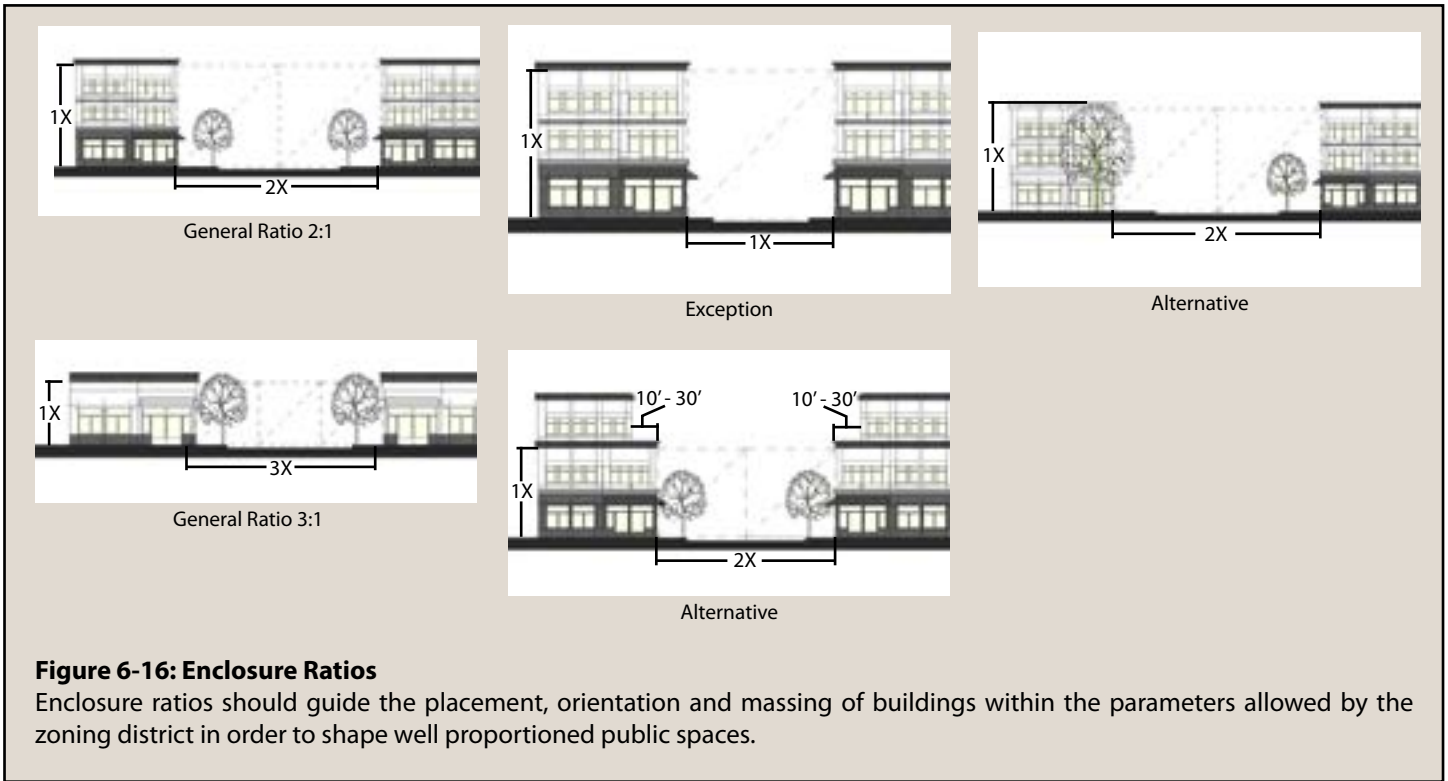 1X
2X
General Ratio 2:1
1X
1X
Exception
1X
2X
Alternative
1X
3X
General Ratio 3:1
10’ - 30’
10’ - 30’
1X
2X
Alternative
Figure 6-16: Enclosure Ratios
Enclosure ratios should guide the placement, orientation and massing of buildings within the parameters allowed by the
zoning district in order to shape well proportioned public spaces.